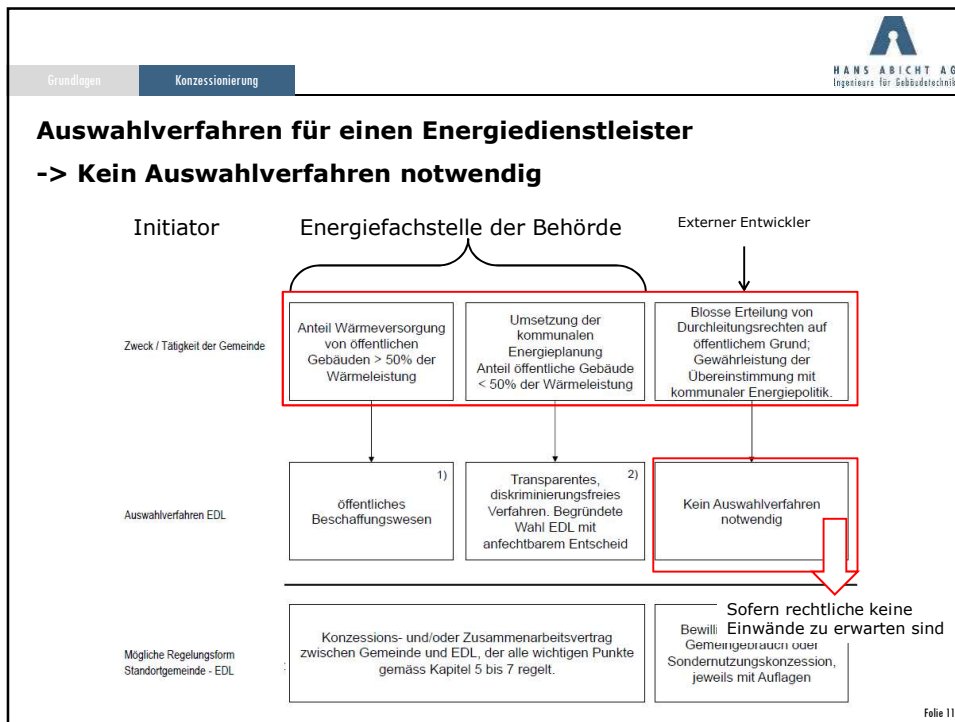 HANS ABICHT AG
Ingenieure für Gebäudetechnik
Grundlagen
Konzessionierung
Auswahlverfahren für einen Energiedienstleister
-> Kein Auswahlverfahren notwendig
Initiator
Energiefachstelle der Behörde
Externer Entwickler
Zweck / Tätigkeit der Gemeinde
Anteil Wärmeversorgung
von öffentlichen
Gebäuden > 50% der
Wärmeleistung
Umsetzung der
kommunalen
Energieplanung
Anteil öffentliche Gebäude
< 50% der Wärmeleistung
Blosse Erteilung von
Durchleitungsrechten auf
öffentlichem Grund;
Gewährleistung der
Übereinstimmung mit
kommunaler Energiepolitik.
Auswahlverfahren EDL
1)
öffentliches
Beschaffungswesen
2)
Transparentes,
diskriminierungsfreies
Verfahren. Begründete
Wahl EDL mit
anfechtbarem Entscheid
Kein Auswahlverfahren
notwendig
Sofern rechtliche keine
Einwände zu erwarten sind
Mögliche Regelungsform
Standortgemeinde - EDL
:
Konzessions- und/oder Zusammenarbeitsvertrag
zwischen Gemeinde und EDL, der alle wichtigen Punkte
gemäss Kapitel 5 bis 7 regelt.
Gemeingebrauch oder
Sondernutzungskonzession,
jeweils mit Auflagen
Folie 11